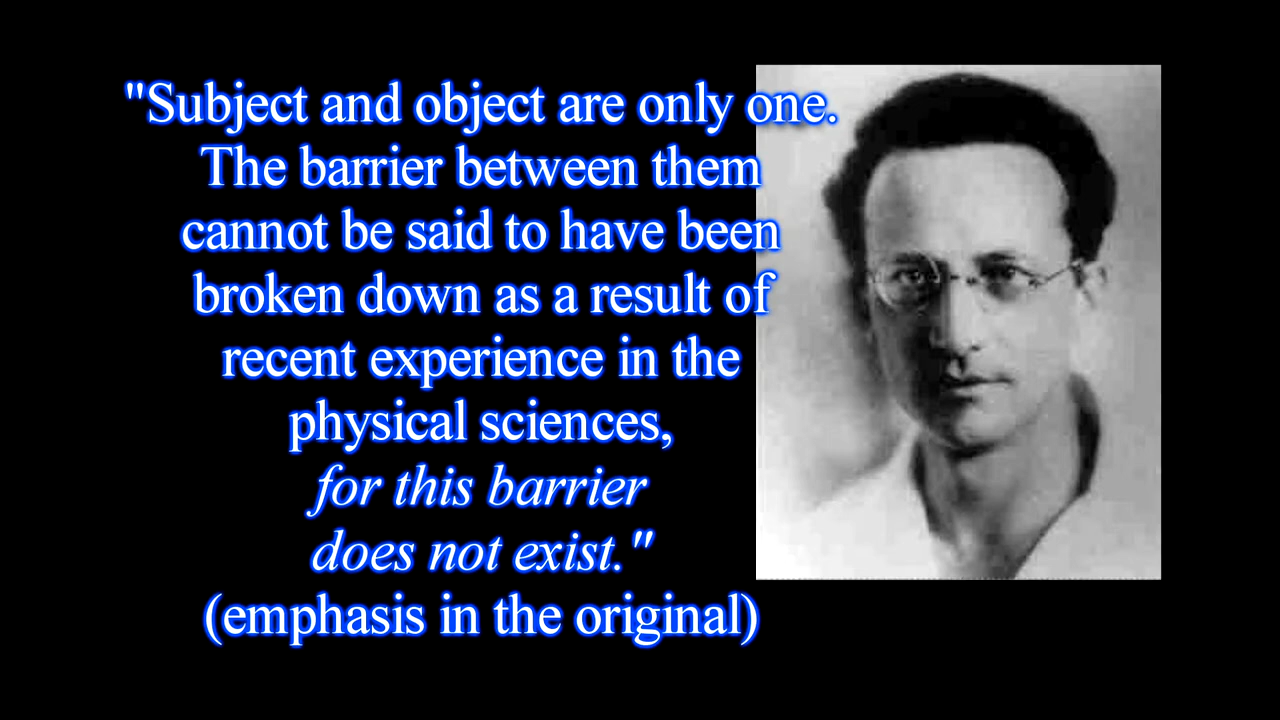 "Subject and object are only one.
The barrier between them
cannot be said to have been
broken down as a result of
recent experience in the
physical sciences,
for this barrier
does not exist."
(emphasis in the original)